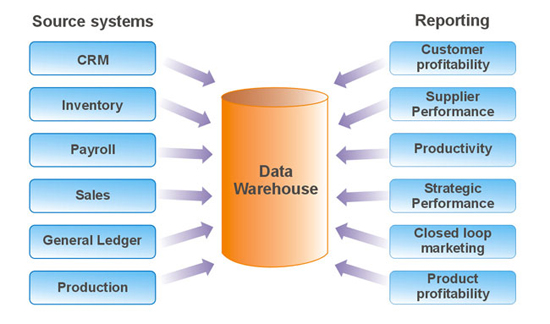 Source systems
CRM
Inventory
Payroll
Sales
General Ledger
Production
Data
Warehouse
Reporting
Customer
profitability
Supplier
Performance
Productivity
Strategic
Performance
Closed loop
marketing
Product
profitability